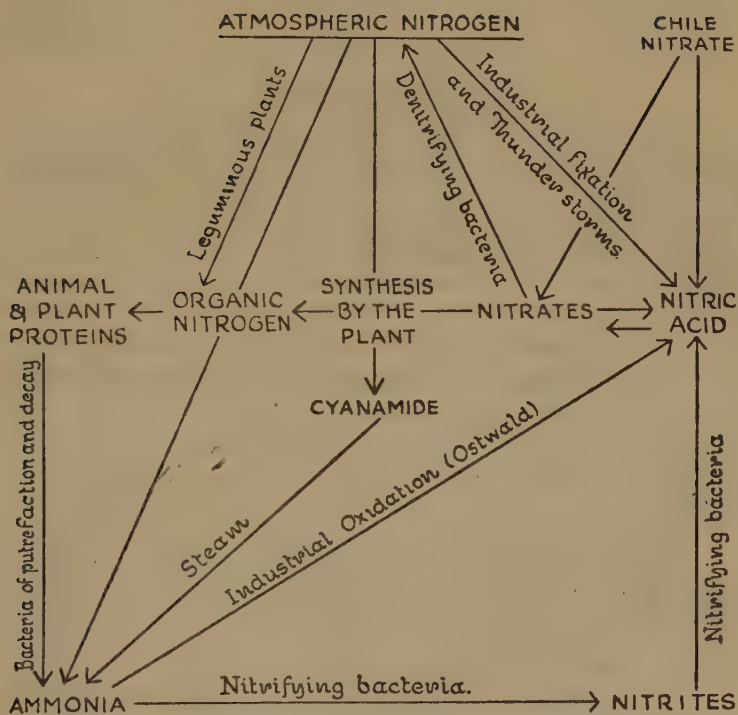 ATMOSPHERIC NITROGEN
CHILE
NITRATE
Leguminous plants
Denitrifying bacteria
Industrial fixation
and Thunder storms.
ANIMAL
& PLANT
PROTEINS
ORGANIC
NITROGEN
SYNTHESIS
BY THE
PLANT
NITRATES
NITRIC
ACID
CYANAMIDE
Bacteria of putrefaction and decay
Steam
Industrial Oxidation (Ostwald)
Nitrifying bacteria
AMMONIA
Nitrifying bacteria.
NITRITES